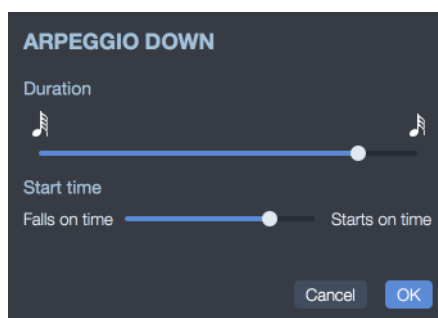 ARPEGGIO DOWN
Duration
Start time
Falls on time Starts on time
Cancel OK